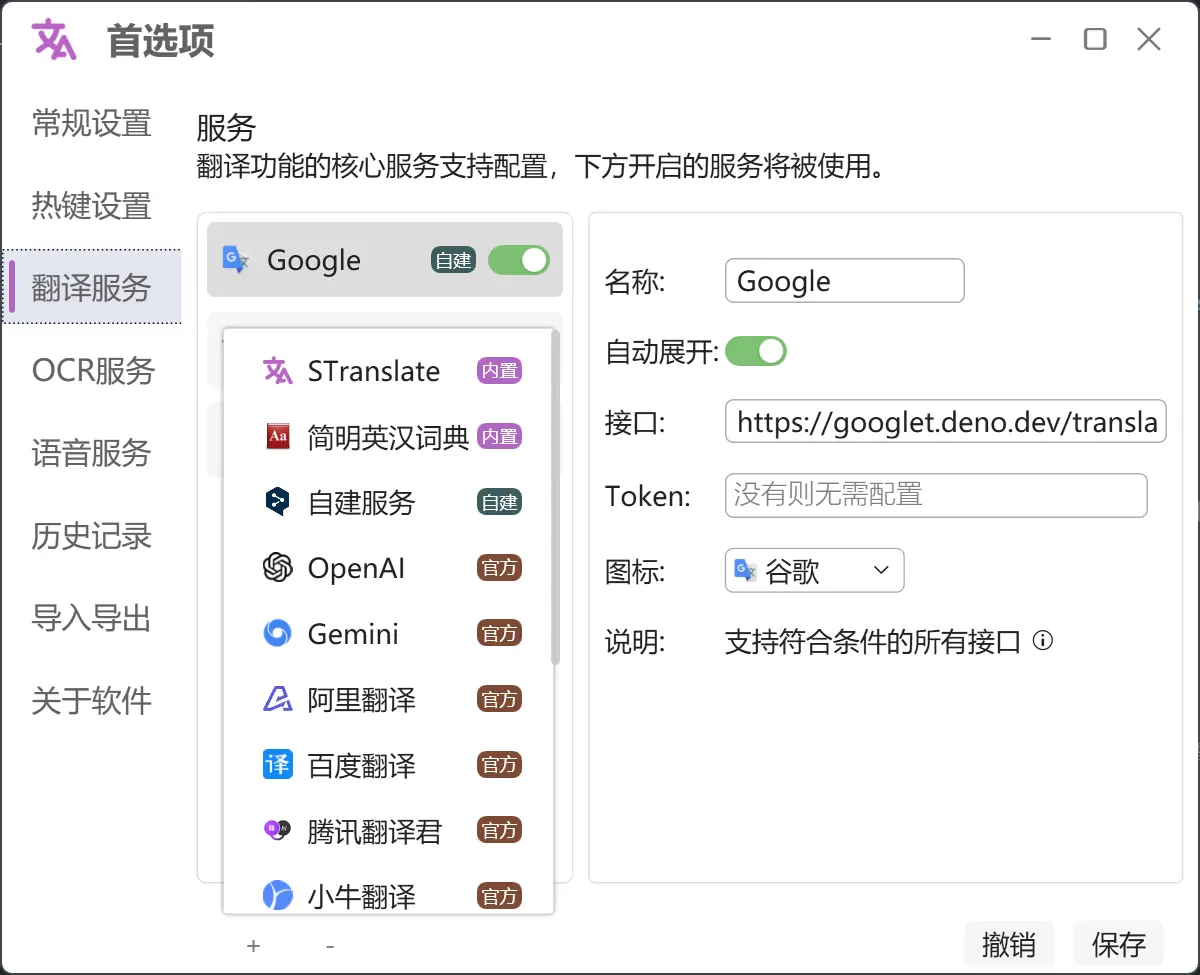 首选项
常规设置
热键设置
翻译服务
OCR服务
语音服务
历史记录
导入导出
关于软件
服务
翻译功能的核心服务支持配置，下方开启的服务将被使用。
Google 自建
STranslate 内置
简明英汉词典 内置
自建服务 自建
OpenAI 官方
Gemini 官方
阿里翻译 官方
百度翻译 官方
腾讯翻译君 官方
小牛翻译 官方
+ -
名称: Google
自动展开:
接口: https://googlet.deno.dev/transla
Token: 没有则无需配置
图标: 谷歌
说明: 支持符合条件的所有接口
撤销 保存